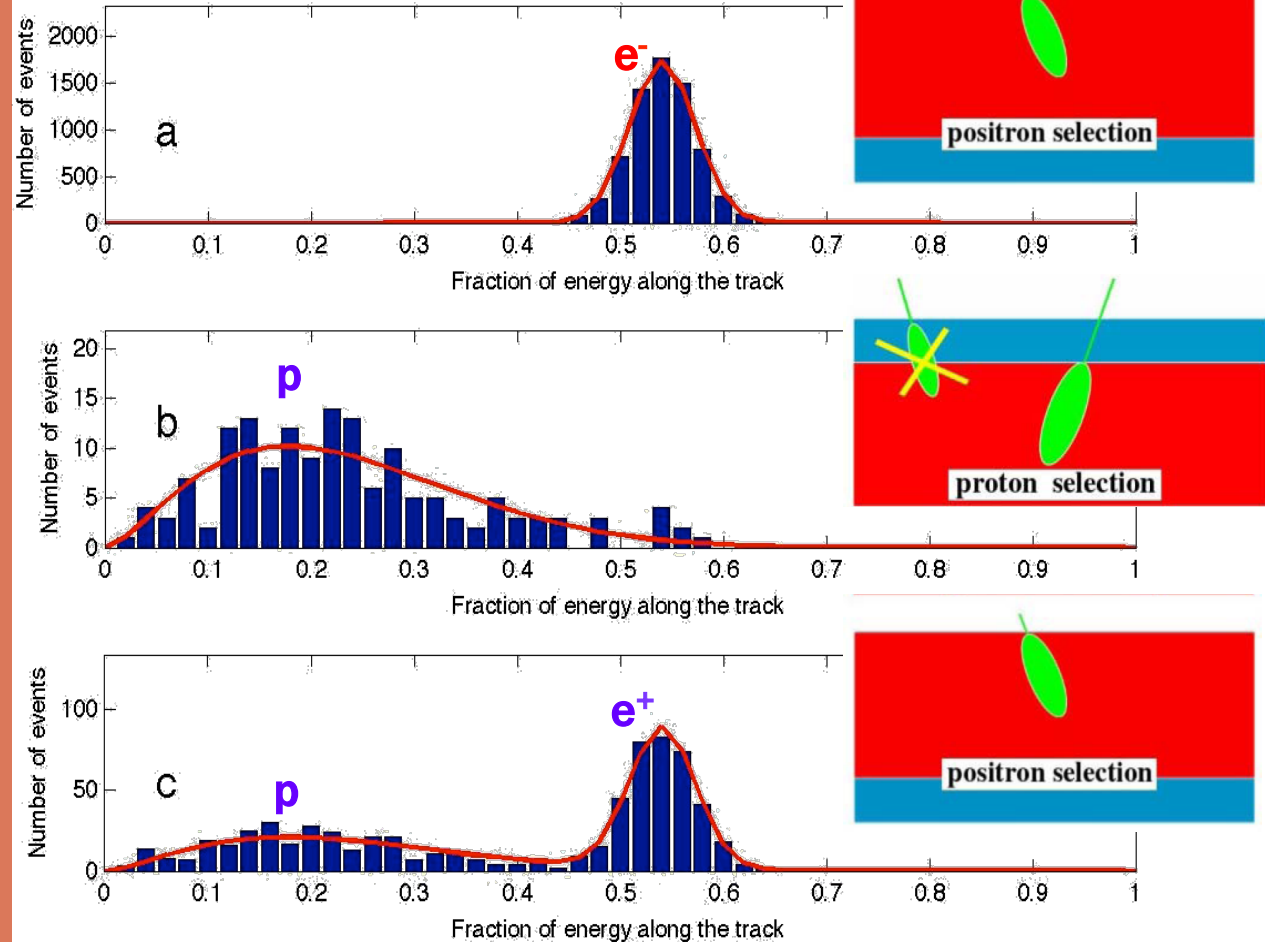 Number of events
2000
1500
1000
500
0
a
e-
positron selection
0 0.1 0.2 0.3 0.4 0.5 0.6 0.7 0.8 0.9 1
Fraction of energy along the track
Number of events
20
15
10
5
0
b
p
proton selection
0 0.1 0.2 0.3 0.4 0.5 0.6 0.7 0.8 0.9 1
Fraction of energy along the track
Number of events
100
50
0
c
p
e+
positron selection
0 0.1 0.2 0.3 0.4 0.5 0.6 0.7 0.8 0.9 1
Fraction of energy along the track